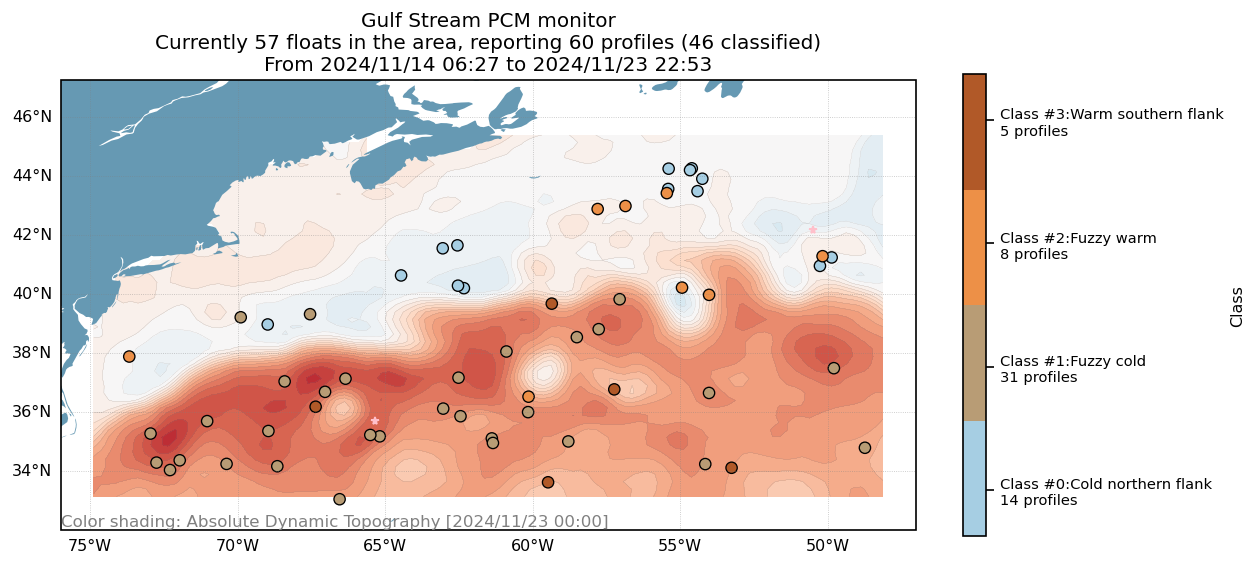 Gulf Stream PCM monitor
Currently 57 floats in the area, reporting 60 profiles (46 classified)
From 2024/11/14 06:27 to 2024/11/23 22:53
46°N
44°N
42°N
40°N
38°N
36°N
34°N
Color shading: Absolute Dynamic Topography [2024/11/23 00:00]
75°W
70°W
65°W
60°W
55°W
50°W
Class #3:Warm southern flank
5 profiles
Class #2:Fuzzy warm
8 profiles
Class #1:Fuzzy cold
31 profiles
Class #0:Cold northern flank
14 profiles
Class